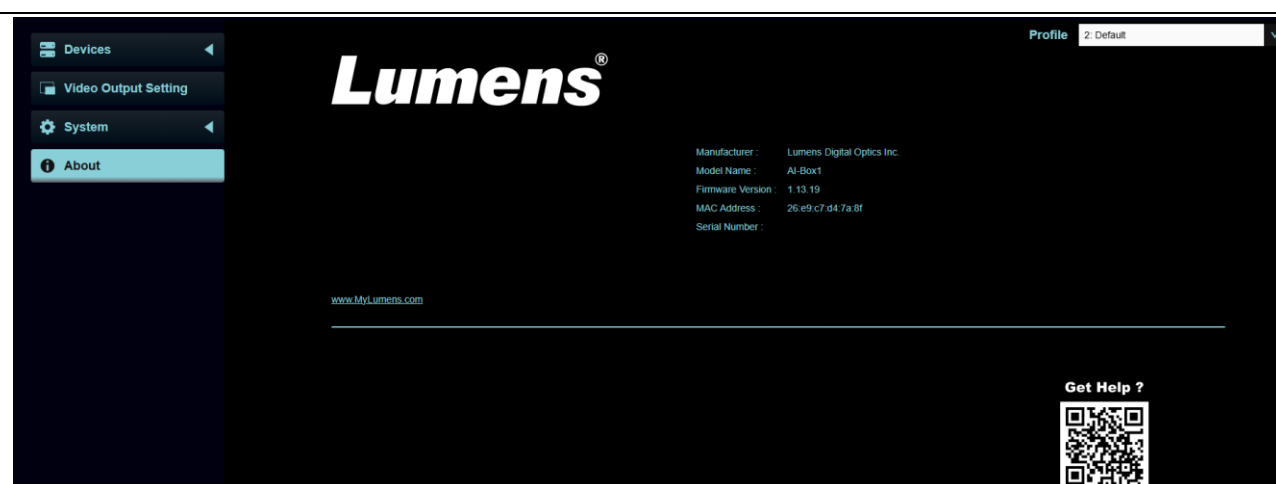 Devices
Video Output Setting
System
About
Profile 2: Default
Lumens®
Manufacturer : Lumens Digital Optics Inc.
Model Name : AI-Box1
Firmware Version : 1.13.19
MAC Address : 26:e9:c7:d4:7a:8f
Serial Number :
www.MyLumens.com
Get Help ?